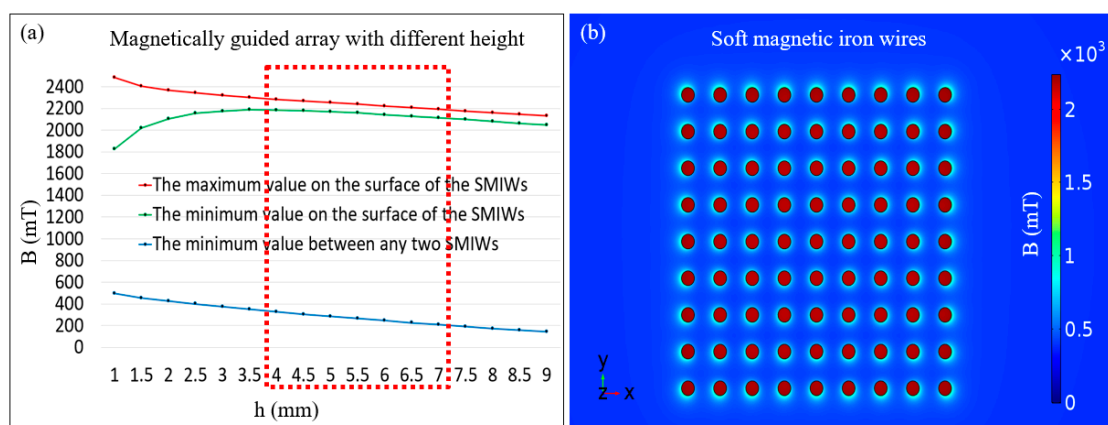 (a)
Magnetically guided array with different height
2400
2200
2000
1800
1600
1400
1200
1000
800
600
400
200
0
B (mT)
The maximum value on the surface of the SMIWs
The minimum value on the surface of the SMIWs
The minimum value between any two SMIWs
1 1.5 2 2.5 3 3.5 4 4.5 5 5.5 6 6.5 7 7.5 8 8.5 9
h (mm)
(b)
Soft magnetic iron wires
×10³
2
1.5
1
0.5
0
B (mT)
y
z x